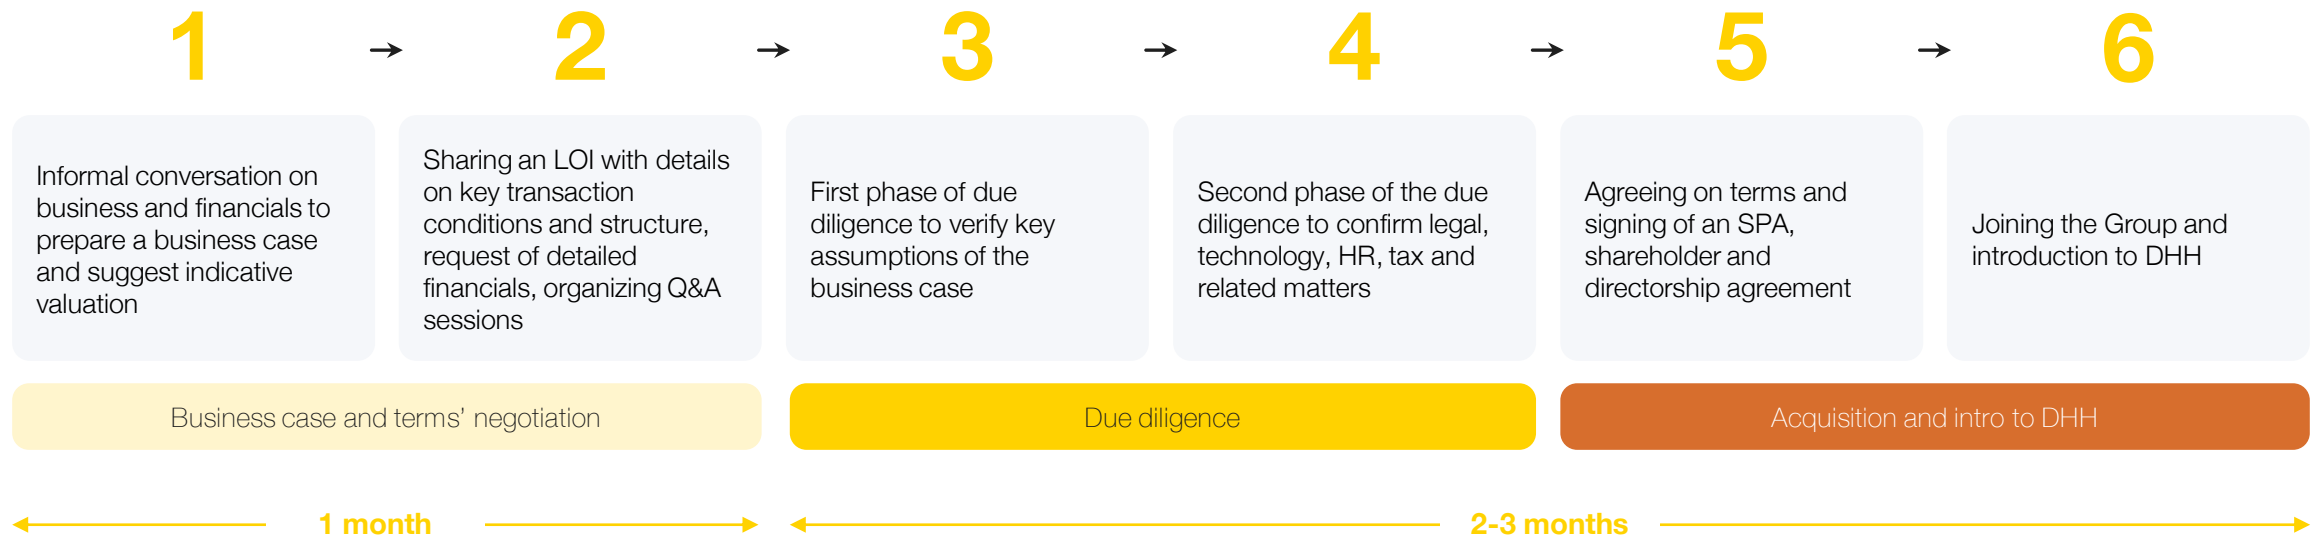 1
2
3
4
5
6
Informal conversation on
business and financials to
prepare a business case
and suggest indicative
valuation
Sharing an LOI with details
on key transaction
conditions and structure,
request of detailed
financials, organizing Q&A
sessions
First phase of due
diligence to verify key
assumptions of the
business case
Second phase of the due
diligence to confirm legal,
technology, HR, tax and
related matters
Agreeing on terms and
signing of an SPA,
shareholder and
directorship agreement
Joining the Group and
introduction to DHH
Business case and terms’ negotiation
Due diligence
Acquisition and intro to DHH
1 month
2-3 months